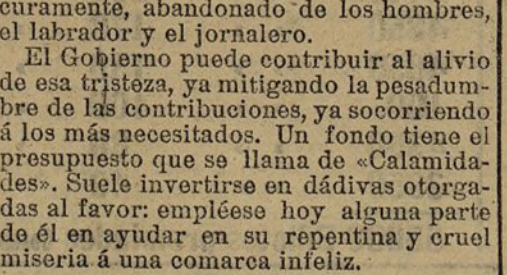 curamente, abandonado de los hombres,
el labrador y el jornalero.
El Gobierno puede contribuir al alivio
de esa tristeza, ya mitigando la pesadum-
bre de las contribuciones, ya socorriendo
á los más necesitados. Un fondo tiene el
presupuesto que se llama de «Calamida-
des». Suele invertirse en dádivas otorga-
das al favor: empléese hoy alguna parte
de él en ayudar en su repentina y cruel
miseria á una comarca infeliz.